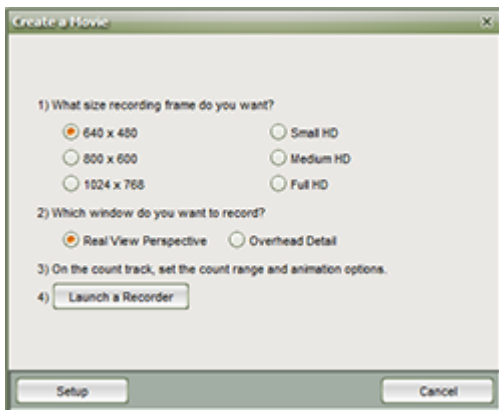 Create a Movie
1) What size recording frame do you want?
640 x 480 Small HD
800 x 600 Medium HD
1024 x 768 Full HD
2) Which window do you want to record?
Real View Perspective Overhead Detail
3) On the count track, set the count range and animation options.
4) Launch a Recorder
Setup Cancel